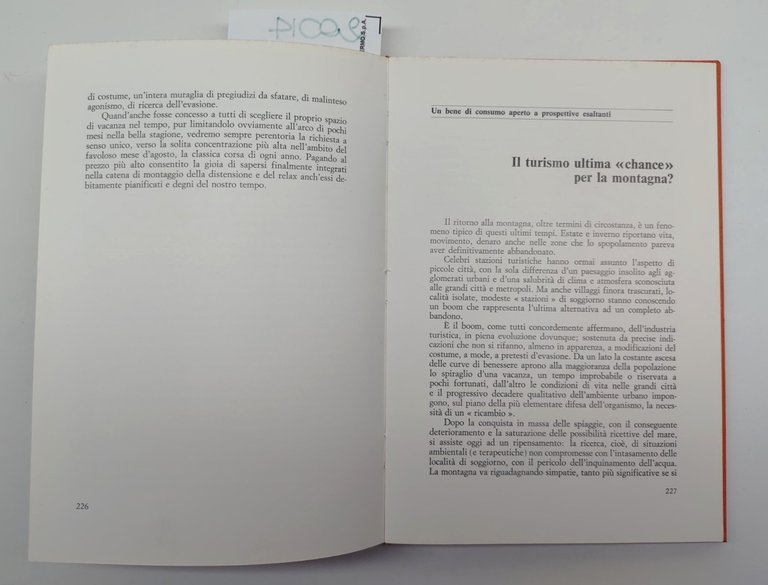 20014
ERMO S.p.A.
di costume, un'intera muraglia di pregiudizi da sfatare, di malinteso
agonismo, di ricerca dell'evasione.
Quand'anche fosse concesso a tutti di scegliere il proprio spazio
di vacanza nel tempo, pur limitandolo ovviamente all'arco di pochi
mesi nella bella stagione, vedremo sempre perentoria la richiesta a
senso unico, verso la solita concentrazione più alta nell'ambito del
favoloso mese d'agosto, la classica corsa di ogni anno. Pagando al
prezzo più alto consentito la gioia di sapersi finalmente integrati
nella catena di montaggio della distensione e del relax anch'essi de-
bitamente pianificati e degni del nostro tempo.
226
Un bene di consumo aperto a prospettive esaltanti
Il turismo ultima «chance»
per la montagna?
Il ritorno alla montagna, oltre termini di circostanza, è un feno-
meno tipico di questi ultimi tempi. Estate e inverno riportano vita,
movimento, denaro anche nelle zone che lo spopolamento pareva
aver definitivamente abbandonato.
Celebri stazioni turistiche hanno ormai assunto l'aspetto di
piccole città, con la sola differenza d'un paesaggio insolito agli ag-
glomerati urbani e d'una salubrità di clima e atmosfera sconosciuta
alle grandi città e metropoli. Ma anche villaggi finora trascurati, lo-
calità isolate, modeste « stazioni » di soggiorno stanno conoscendo
un boom che rappresenta l'ultima alternativa ad un completo ab-
bandono.
È il boom, come tutti concordemente affermano, dell'industria
turistica, in piena evoluzione dovunque; sostenuta da precise indi-
cazioni che non si rifanno, almeno in apparenza, a modificazioni del
costume, a mode, a pretesti d'evasione. Da un lato la costante ascesa
delle curve di benessere aprono alla maggioranza della popolazione
lo spiraglio d'una vacanza, un tempo improbabile o riservata a
pochi fortunati, dall'altro le condizioni di vita nelle grandi città
e il progressivo decadere qualitativo dell'ambiente urbano impon-
gono, sul piano della più elementare difesa dell'organismo, la neces-
sità di un « ricambio ».
Dopo la conquista in massa delle spiagge, con il conseguente
deterioramento e la saturazione delle possibilità ricettive del mare,
si assiste oggi ad un ripensamento: la ricerca, cioè, di situazioni
ambientali (e terapeutiche) non compromesse con l'intasamento delle
località di soggiorno, con il pericolo dell'inquinamento dell'acqua.
La montagna va riguadagnando simpatie, tanto più significative se si
227